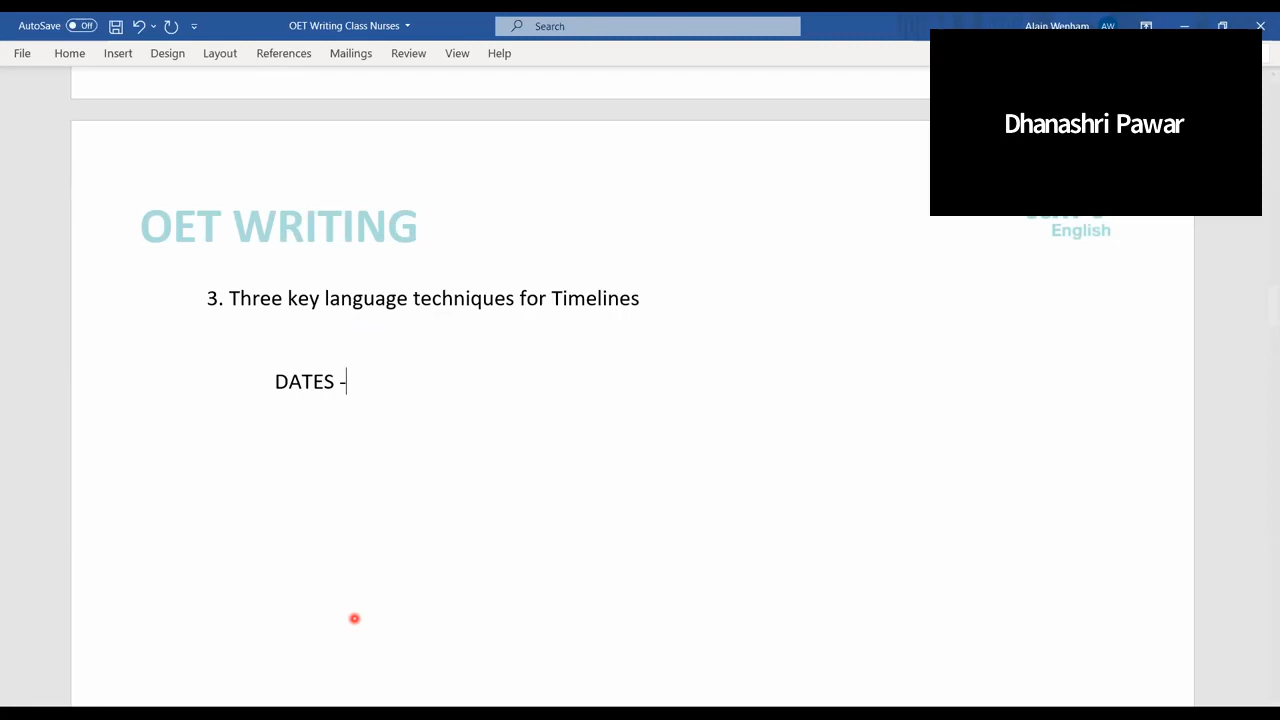 AutoSave Off OET Writing Class Nurses Search Alain Wenham AW
File Home Insert Design Layout References Mailings Review View Help
Dhanashri Pawar
OET WRITING
English
3. Three key language techniques for Timelines
DATES -